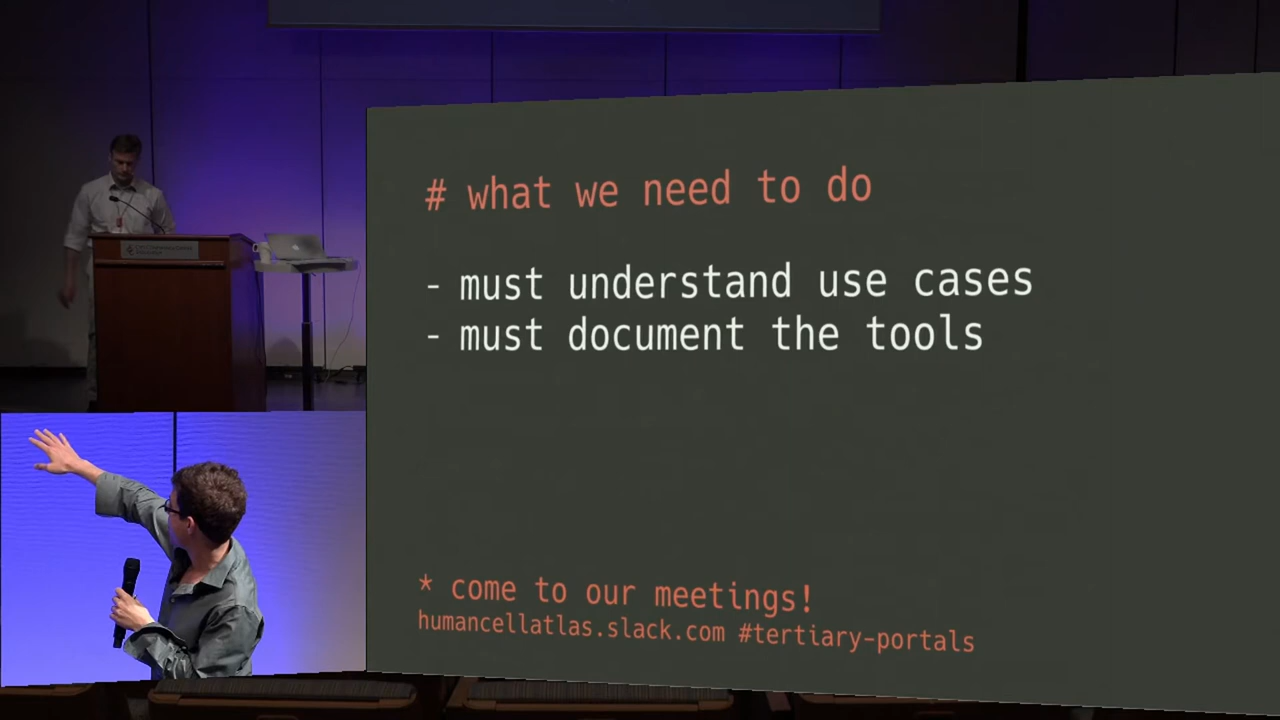 # what we need to do
- must understand use cases
- must document the tools
* come to our meetings!
humancellatlas.slack.com #tertiary-portals